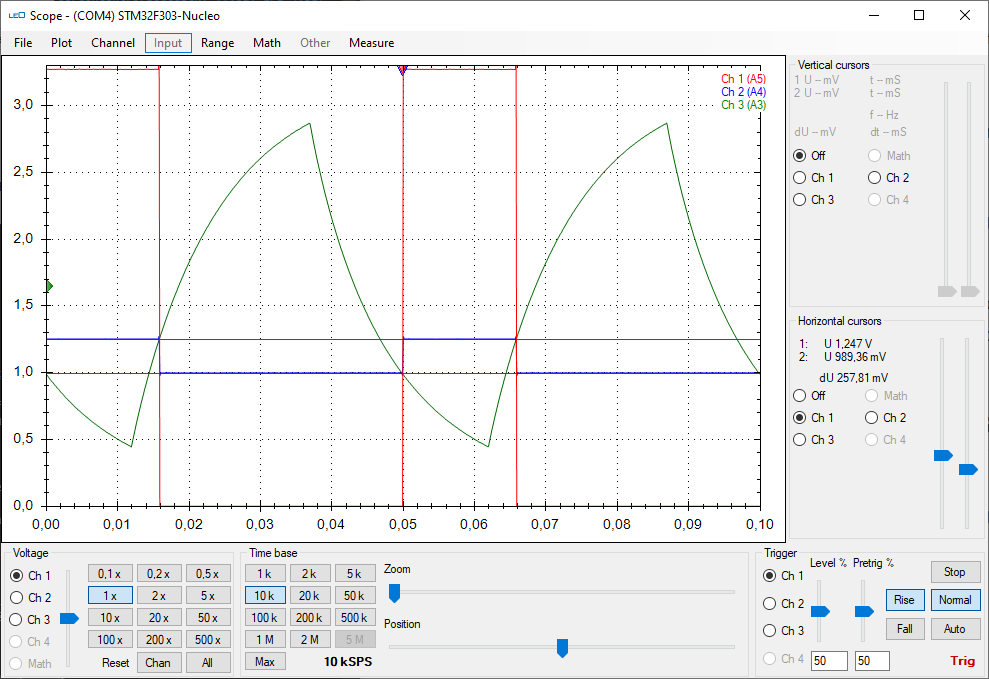 LEO Scope - (COM4) STM32F303-Nucleo
File Plot Channel Input Range Math Other Measure
Ch 1 (A5)
Ch 2 (A4)
Ch 3 (A3)
3,0
2,5
2,0
1,5
1,0
0,5
0,0
0,00 0,01 0,02 0,03 0,04 0,05 0,06 0,07 0,08 0,09 0,10
Vertical cursors
1 U -- mV t -- mS
2 U -- mV t -- mS
f -- Hz
dU -- mV dt -- mS
Off Math
Ch 1 Ch 2
Ch 3 Ch 4
Horizontal cursors
1: U 1,247 V
2: U 989,36 mV
dU 257,81 mV
Off Math
Ch 1 Ch 2
Ch 3 Ch 4
Voltage
Ch 1 0,1 x 0,2 x 0,5 x
Ch 2 1 x 2 x 5 x
Ch 3 10 x 20 x 50 x
Ch 4 100 x 200 x 500 x
Math Reset Chan All
Time base
1 k 2 k 5 k
10 k 20 k 50 k
100 k 200 k 500 k
1 M 2 M 5 M
Max 10 kSPS
Zoom
Position
Trigger
Level % Pretrig %
Ch 1 Stop
Ch 2 Rise Normal
Ch 3 Fall Auto
Ch 4 50 50 Trig